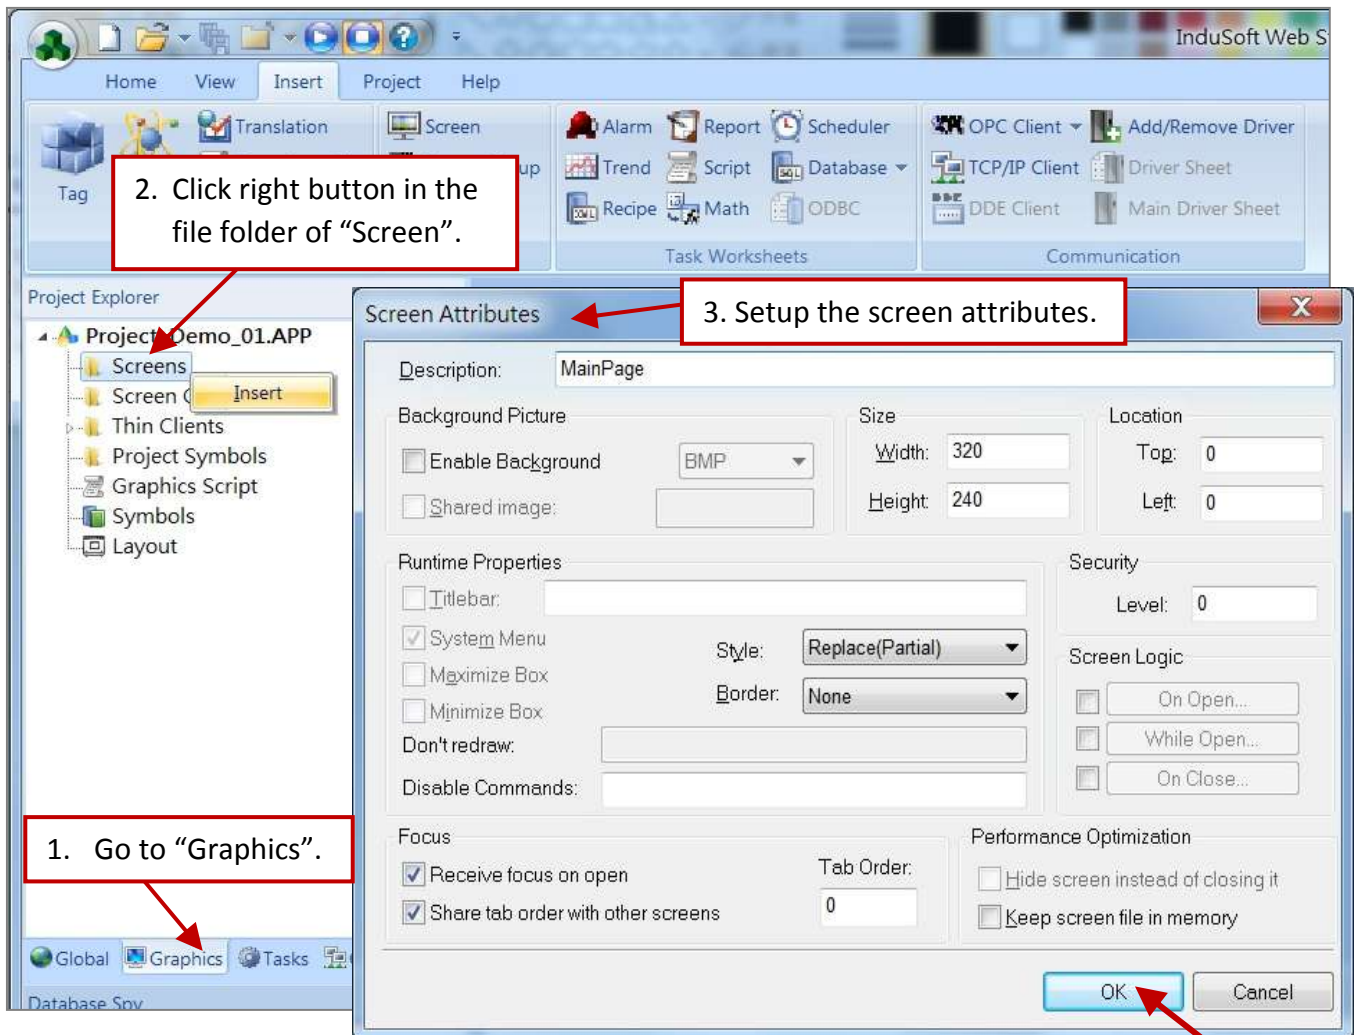 InduSoft Web S
Home View Insert Project Help
Translation Screen Alarm Report Scheduler OPC Client Add/Remove Driver
Tag up Trend Script Database TCP/IP Client Driver Sheet
Recipe Math ODBC DDE Client Main Driver Sheet
Task Worksheets Communication
2. Click right button in the
file folder of “Screen”.
Project Explorer
Project: Demo_01.APP
Screens
Insert
Screen
Thin Clients
Project Symbols
Graphics Script
Symbols
Layout
3. Setup the screen attributes.
Screen Attributes
X
Description: MainPage
Background Picture Size Location
Enable Background BMP Width: 320 Top: 0
Shared image: Height: 240 Left: 0
Runtime Properties Security
Titlebar: Level: 0
System Menu Style: Replace(Partial) Screen Logic
Maximize Box Border: None On Open...
Minimize Box While Open...
Don't redraw: On Close...
Disable Commands:
Focus Performance Optimization
Receive focus on open Tab Order: Hide screen instead of closing it
Share tab order with other screens 0 Keep screen file in memory
OK Cancel
1. Go to “Graphics”.
Global Graphics Tasks
Database Spy